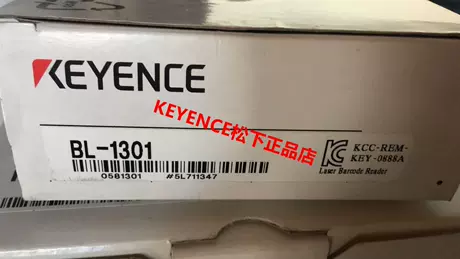 KEYENCE
KEYENCE松下正品店
BL-1301
0581301 #5L711347
KCC-REM-
KEY-0888A
Laser Barcode Reader